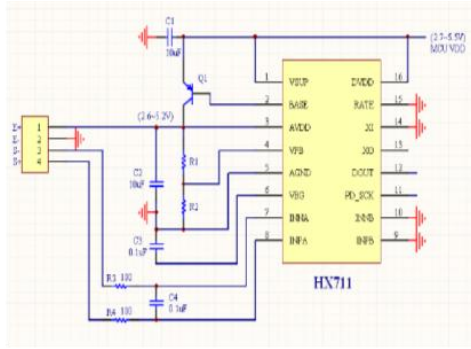 C1
10uF
(2.7~5.5V)
MCU VDD
Q1
1 VSUP DVDD 16
2 BASE RATE 15
(2.6~5.2V)
3 AVDD XI 14
4 VFB XO 13
5 AGND DOUT 12
6 VBG PD_SCK 11
7 INNA INNB 10
8 INPA INPB 9
HX711
E+ 1
E- 2
S- 3
S+ 4
R1
C2
10uF
R2
C3
0.1uF
R3 100
C4
0.1uF
R4 100